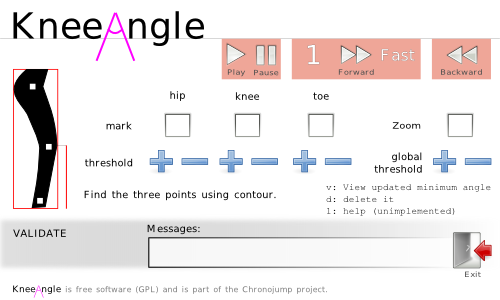 KneeAngle
1 Fast
Play Pause Forward Backward
hip knee toe
mark Zoom
threshold global threshold
Find the three points using contour.
v: View updated minimum angle
d: delete it
l: help (unimplemented)
VALIDATE Messages:
Exit
KneeAngle is free software (GPL) and is part of the Chronojump project.